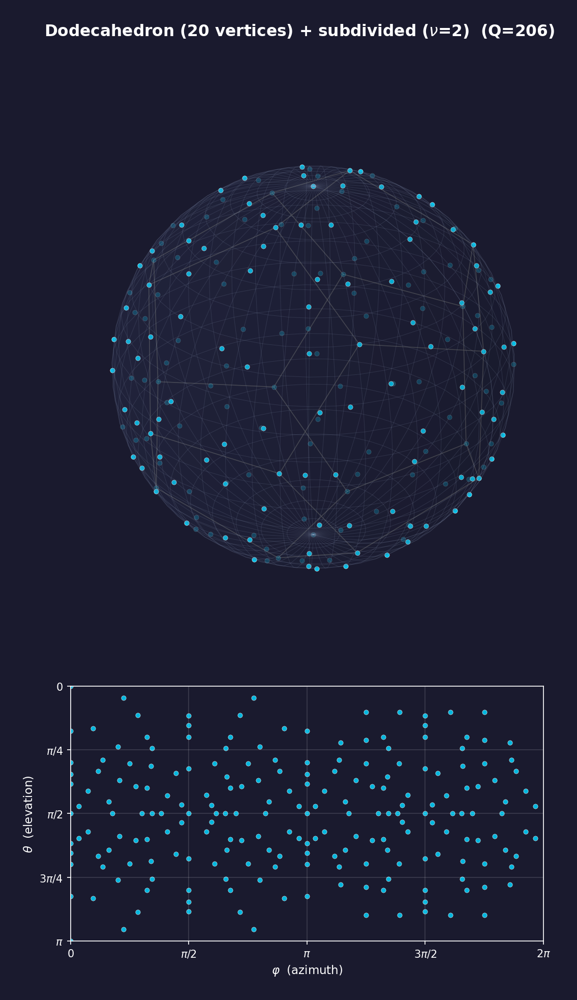 Dodecahedron (20 vertices) + subdivided (ν=2)  (Q=206)
0
π/4
π/2
3π/4
π
θ (elevation)
0
π/2
π
3π/2
2π
φ (azimuth)